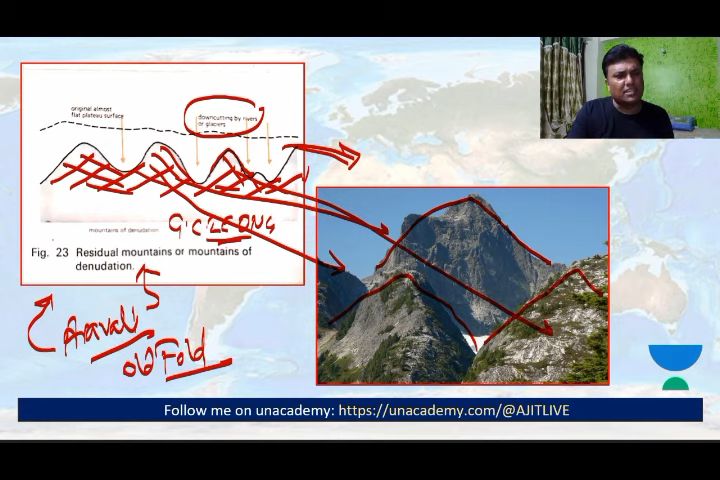 original almost
flat plateau surface
downcutting by rivers
or glaciers
mountains of denudation
Fig. 23 Residual mountains or mountains of
denudation.
Aravali
old Fold
Follow me on unacademy: https://unacademy.com/@AJITLIVE